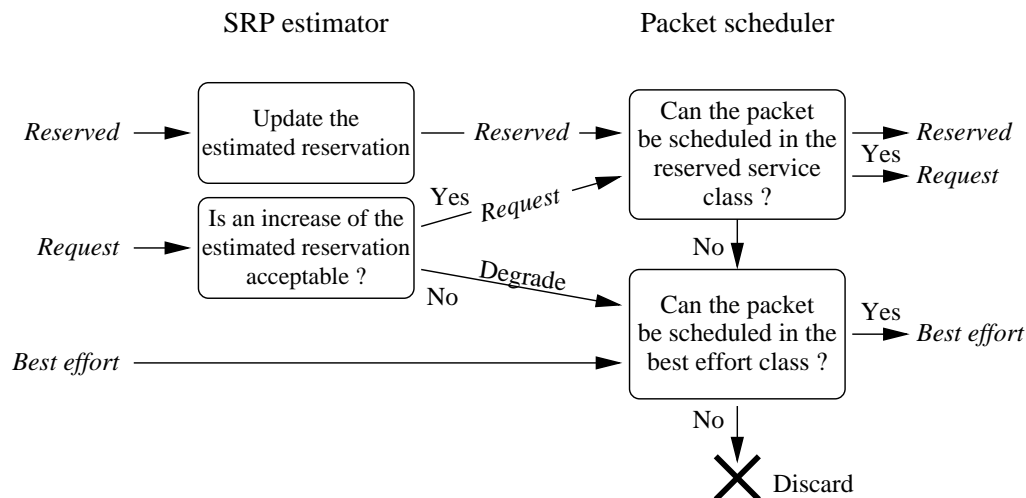 SRP estimator
Packet scheduler
Reserved
Update the
estimated reservation
Reserved
Can the packet
be scheduled in the
reserved service
class ?
Reserved
Yes
Request
Request
Is an increase of the
estimated reservation
acceptable ?
Yes
Request
No
Degrade
No
Best effort
Can the packet
be scheduled in the
best effort class ?
Yes
Best effort
No
Discard